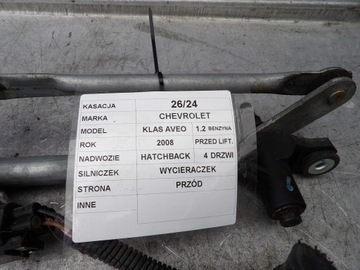 KASACJA 26/24
MARKA CHEVROLET
MODEL KLAS AVEO 1.2 BENZYNA
ROK 2008 PRZED LIFT.
NADWOZIE HATCHBACK 4 DRZWI
SILNICZEK WYCIERACZEK
STRONA PRZÓD
INNE